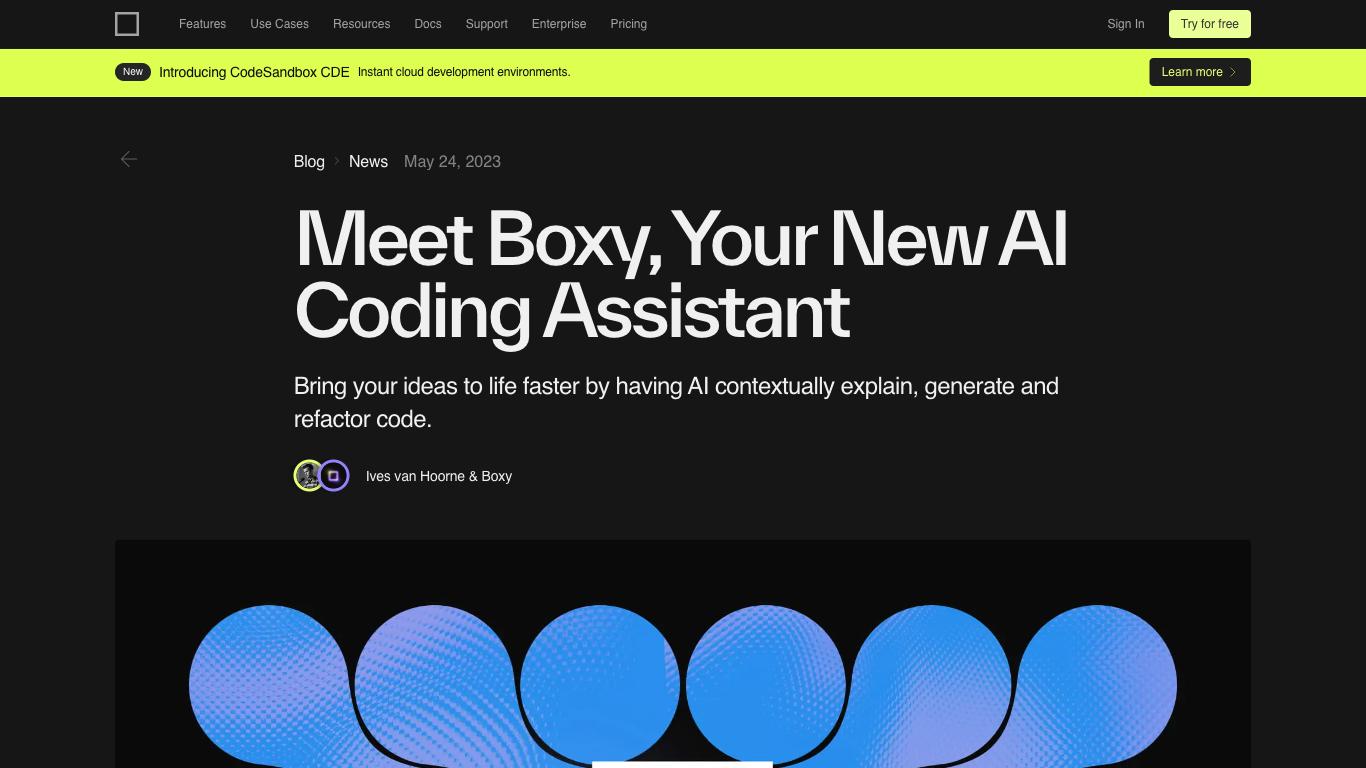 Features Use Cases Resources Docs Support Enterprise Pricing Sign In Try for free
New Introducing CodeSandbox CDE Instant cloud development environments. Learn more
Blog News May 24, 2023
Meet Boxy, Your New AI
Coding Assistant
Bring your ideas to life faster by having AI contextually explain, generate and
refactor code.
Ives van Hoorne & Boxy